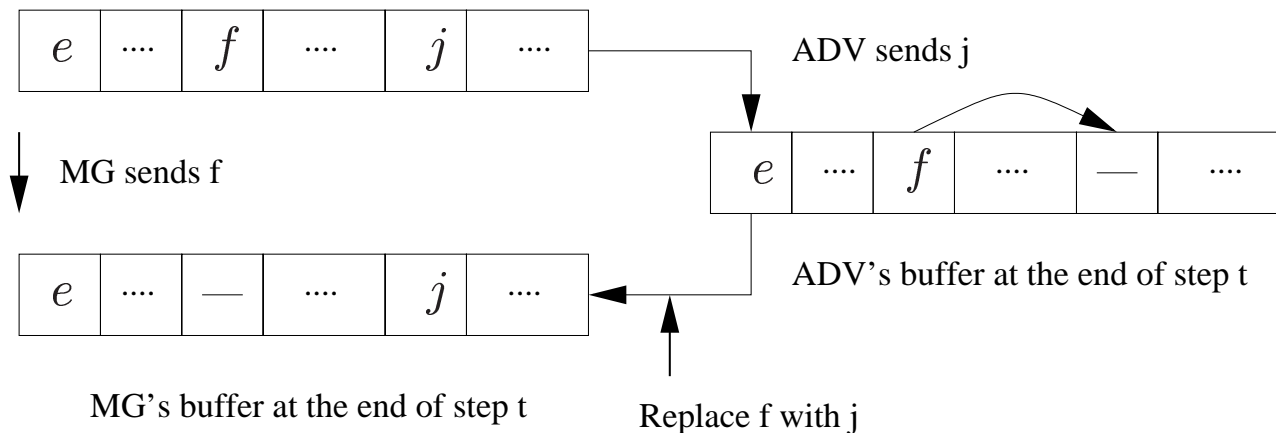 e .... f .... j ....
ADV sends j
MG sends f
e .... f .... — ....
ADV's buffer at the end of step t
e .... — .... j ....
MG's buffer at the end of step t
Replace f with j